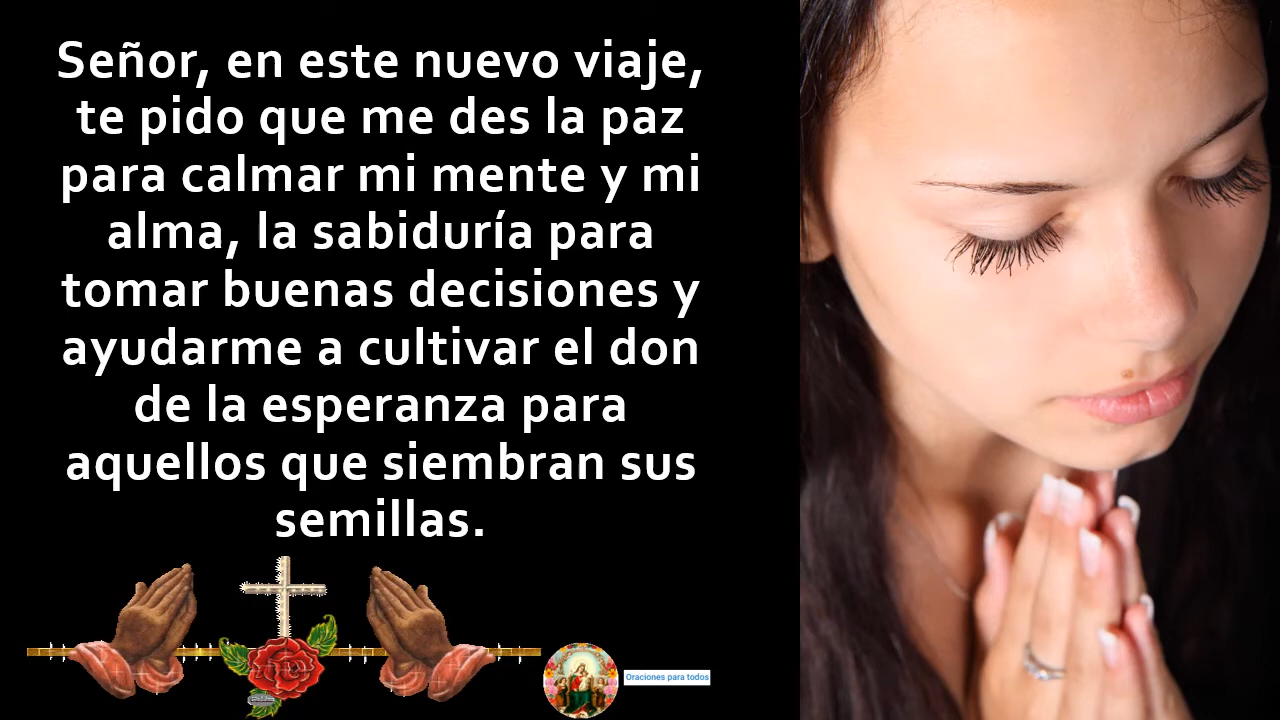 Señor, en este nuevo viaje,
te pido que me des la paz
para calmar mi mente y mi
alma, la sabiduría para
tomar buenas decisiones y
ayudarme a cultivar el don
de la esperanza para
aquellos que siembran sus
semillas.
Oraciones para todos